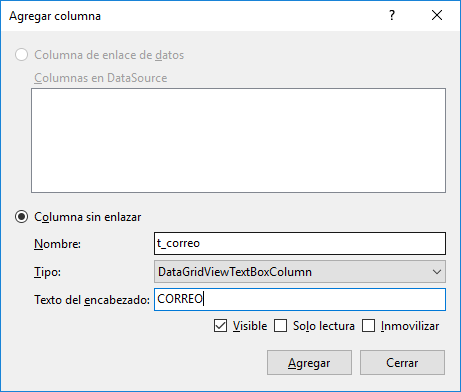 Agregar columna
?
Columna de enlace de datos
Columnas en DataSource
Columna sin enlazar
Nombre: t_correo
Tipo: DataGridViewTextBoxColumn
Texto del encabezado: CORREO
Visible Solo lectura Inmovilizar
Agregar Cerrar